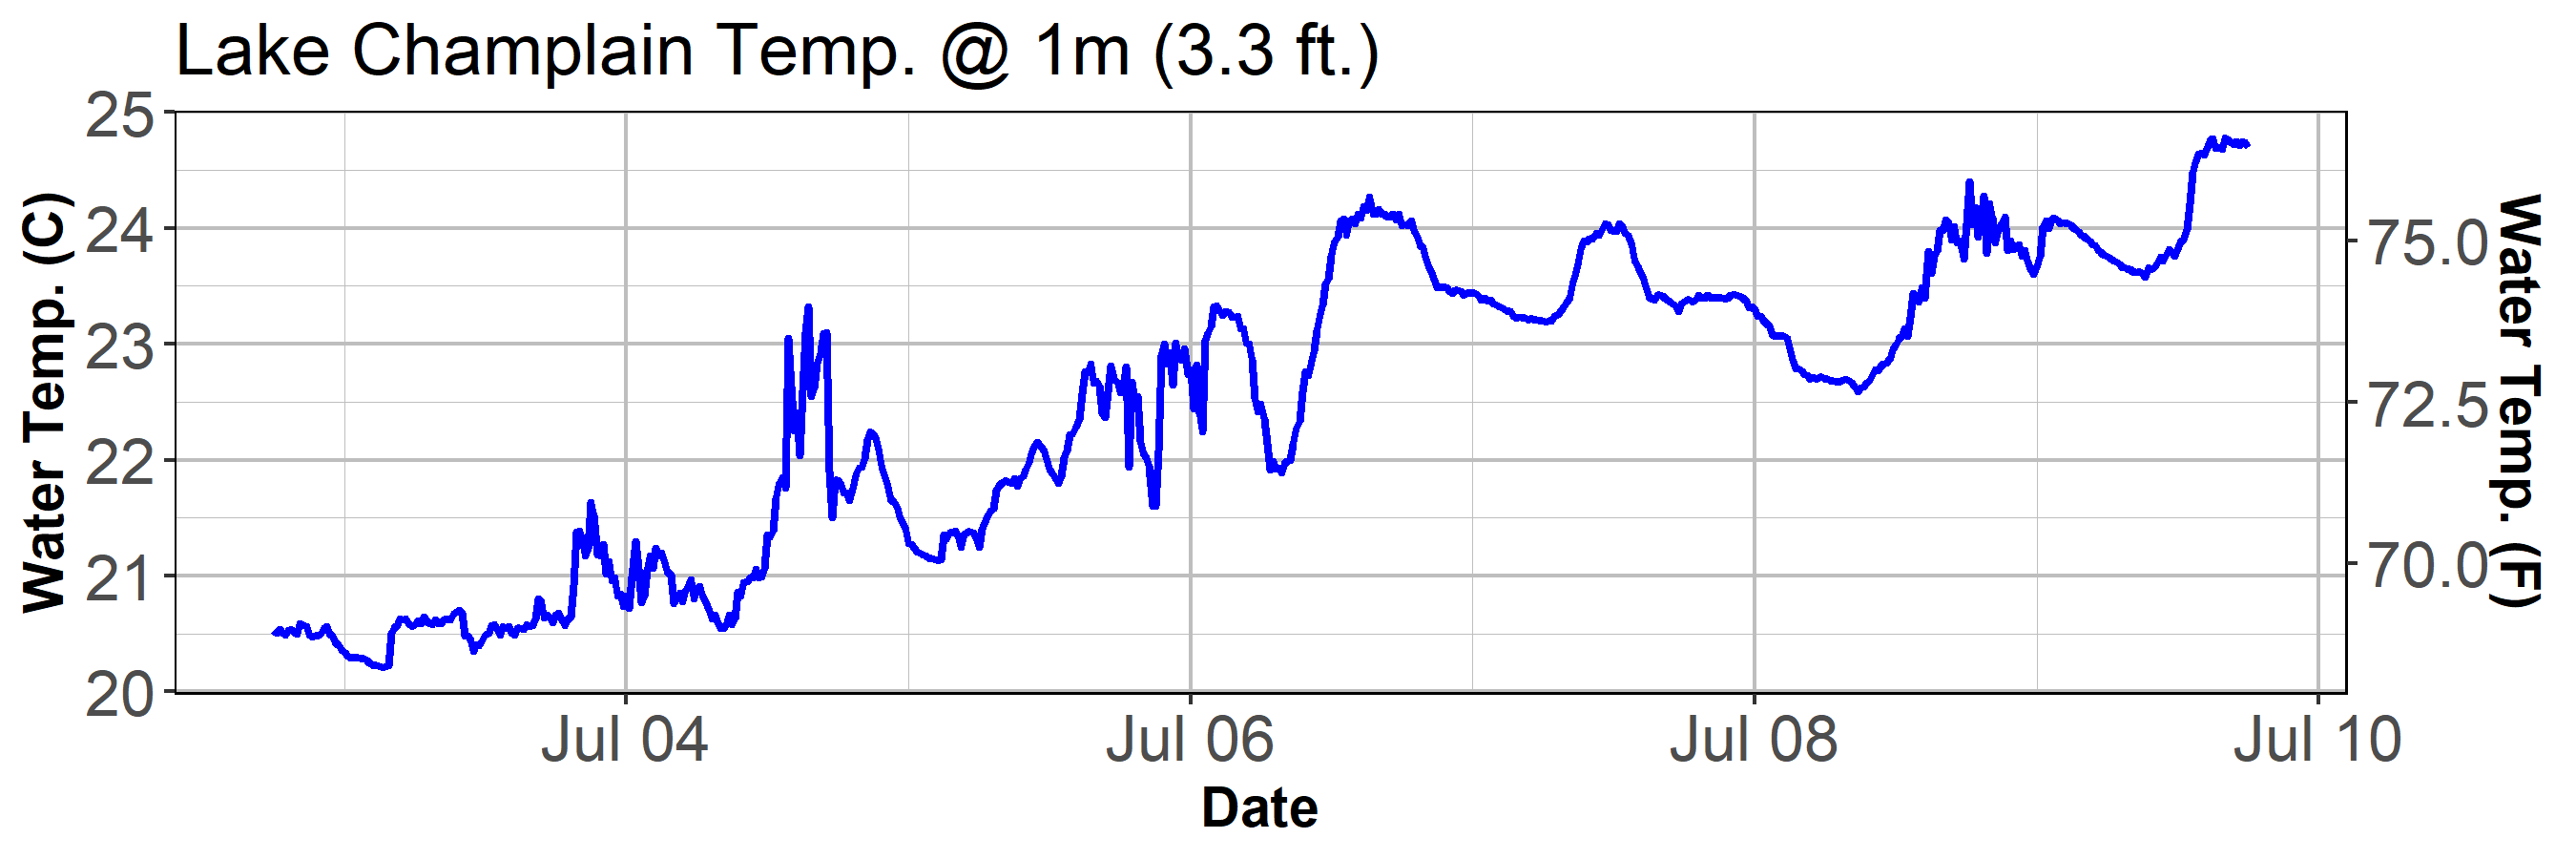 Lake Champlain Temp. @ 1m (3.3 ft.)
Water Temp. (C)
25
24
23
22
21
20
75.0
72.5
70.0
Water Temp. (F)
Jul 04
Jul 06
Jul 08
Jul 10
Date